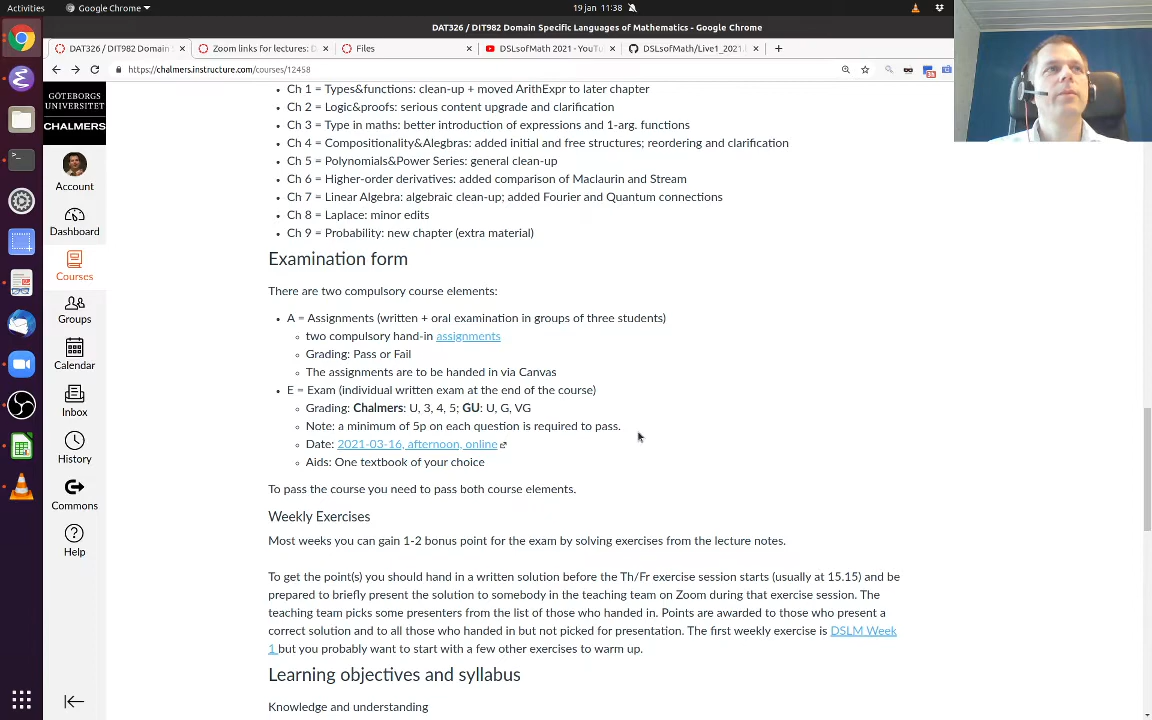 Activities
Google Chrome
19 jan 11:38
DAT326 / DIT982 Domain Specific Languages of Mathematics - Google Chrome
DAT326 / DIT982 Domain S
Zoom links for lectures: D
Files
DSLsofMath 2021 - YouTu
DSLsofMath/Live1_2021.l
https://chalmers.instructure.com/courses/12458
GÖTEBORGS
UNIVERSITET
CHALMERS
Account
Dashboard
Courses
Groups
Calendar
Inbox
History
Commons
Help
Ch 1 = Types&functions: clean-up + moved ArithExpr to later chapter
Ch 2 = Logic&proofs: serious content upgrade and clarification
Ch 3 = Type in maths: better introduction of expressions and 1-arg. functions
Ch 4 = Compositionality&Alegbras: added initial and free structures; reordering and clarification
Ch 5 = Polynomials&Power Series: general clean-up
Ch 6 = Higher-order derivatives: added comparison of Maclaurin and Stream
Ch 7 = Linear Algebra: algebraic clean-up; added Fourier and Quantum connections
Ch 8 = Laplace: minor edits
Ch 9 = Probability: new chapter (extra material)
Examination form
There are two compulsory course elements:
A = Assignments (written + oral examination in groups of three students)
two compulsory hand-in assignments
Grading: Pass or Fail
The assignments are to be handed in via Canvas
E = Exam (individual written exam at the end of the course)
Grading: Chalmers: U, 3, 4, 5; GU: U, G, VG
Note: a minimum of 5p on each question is required to pass.
Date: 2021-03-16, afternoon, online
Aids: One textbook of your choice
To pass the course you need to pass both course elements.
Weekly Exercises
Most weeks you can gain 1-2 bonus point for the exam by solving exercises from the lecture notes.
To get the point(s) you should hand in a written solution before the Th/Fr exercise session starts (usually at 15.15) and be
prepared to briefly present the solution to somebody in the teaching team on Zoom during that exercise session. The
teaching team picks some presenters from the list of those who handed in. Points are awarded to those who present a
correct solution and to all those who handed in but not picked for presentation. The first weekly exercise is DSLM Week
1 but you probably want to start with a few other exercises to warm up.
Learning objectives and syllabus
Knowledge and understanding